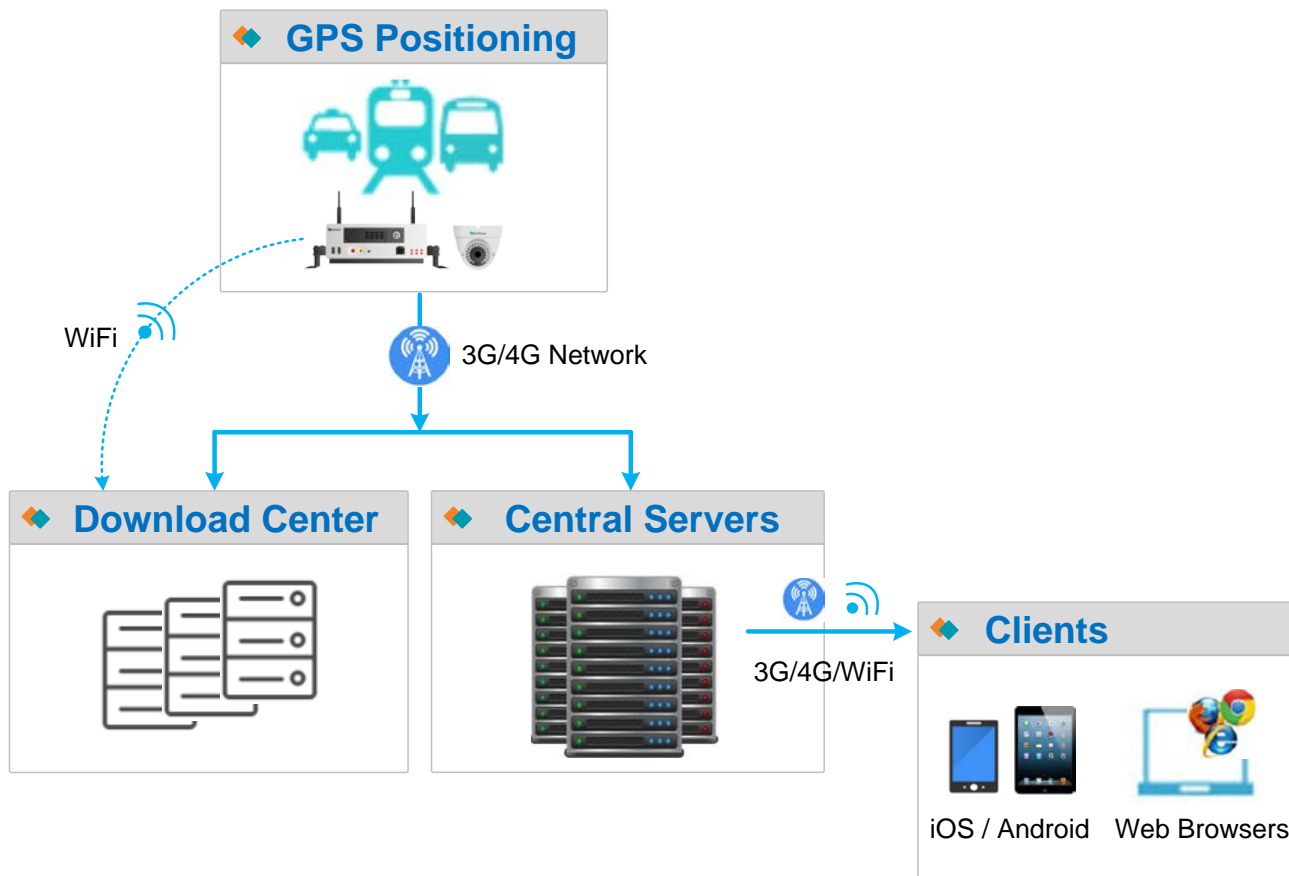 GPS Positioning
WiFi
3G/4G Network
Download Center
Central Servers
3G/4G/WiFi
Clients
iOS / Android
Web Browsers